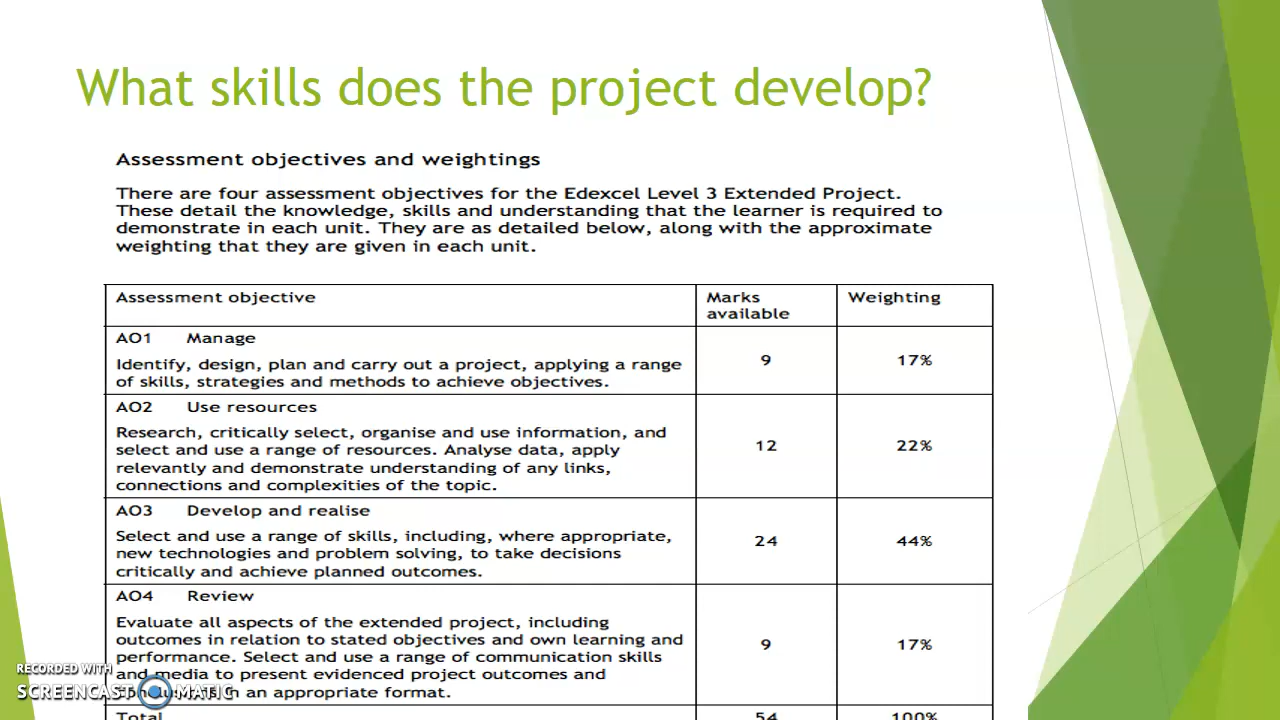 What skills does the project develop?
Assessment objectives and weightings
There are four assessment objectives for the Edexcel Level 3 Extended Project.
These detail the knowledge, skills and understanding that the learner is required to
demonstrate in each unit. They are as detailed below, along with the approximate
weighting that they are given in each unit.
Assessment objective
Marks
available
Weighting
AO1 Manage
Identify, design, plan and carry out a project, applying a range
of skills, strategies and methods to achieve objectives.
9
17%
AO2 Use resources
Research, critically select, organise and use information, and
select and use a range of resources. Analyse data, apply
relevantly and demonstrate understanding of any links,
connections and complexities of the topic.
12
22%
AO3 Develop and realise
Select and use a range of skills, including, where appropriate,
new technologies and problem solving, to take decisions
critically and achieve planned outcomes.
24
44%
AO4 Review
Evaluate all aspects of the extended project, including
outcomes in relation to stated objectives and own learning and
performance. Select and use a range of communication skills
and media to present evidenced project outcomes and
in an appropriate format.
9
17%
Total
54
100%
RECORDED WITH
SCREENCAST MATIC